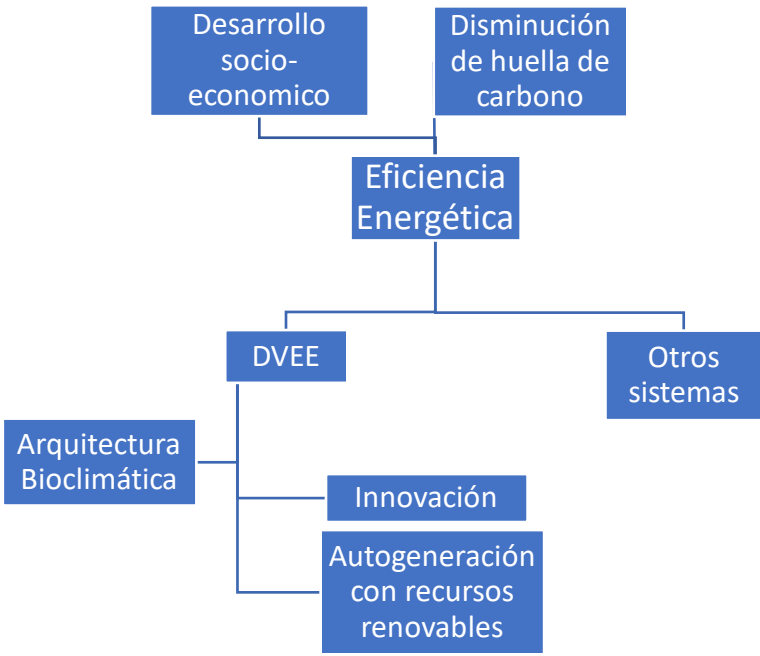 Desarrollo
socio-
economico
Disminución
de huella de
carbono
Eficiencia
Energética
DVEE
Otros
sistemas
Arquitectura
Bioclimática
Innovación
Autogeneración
con recursos
renovables